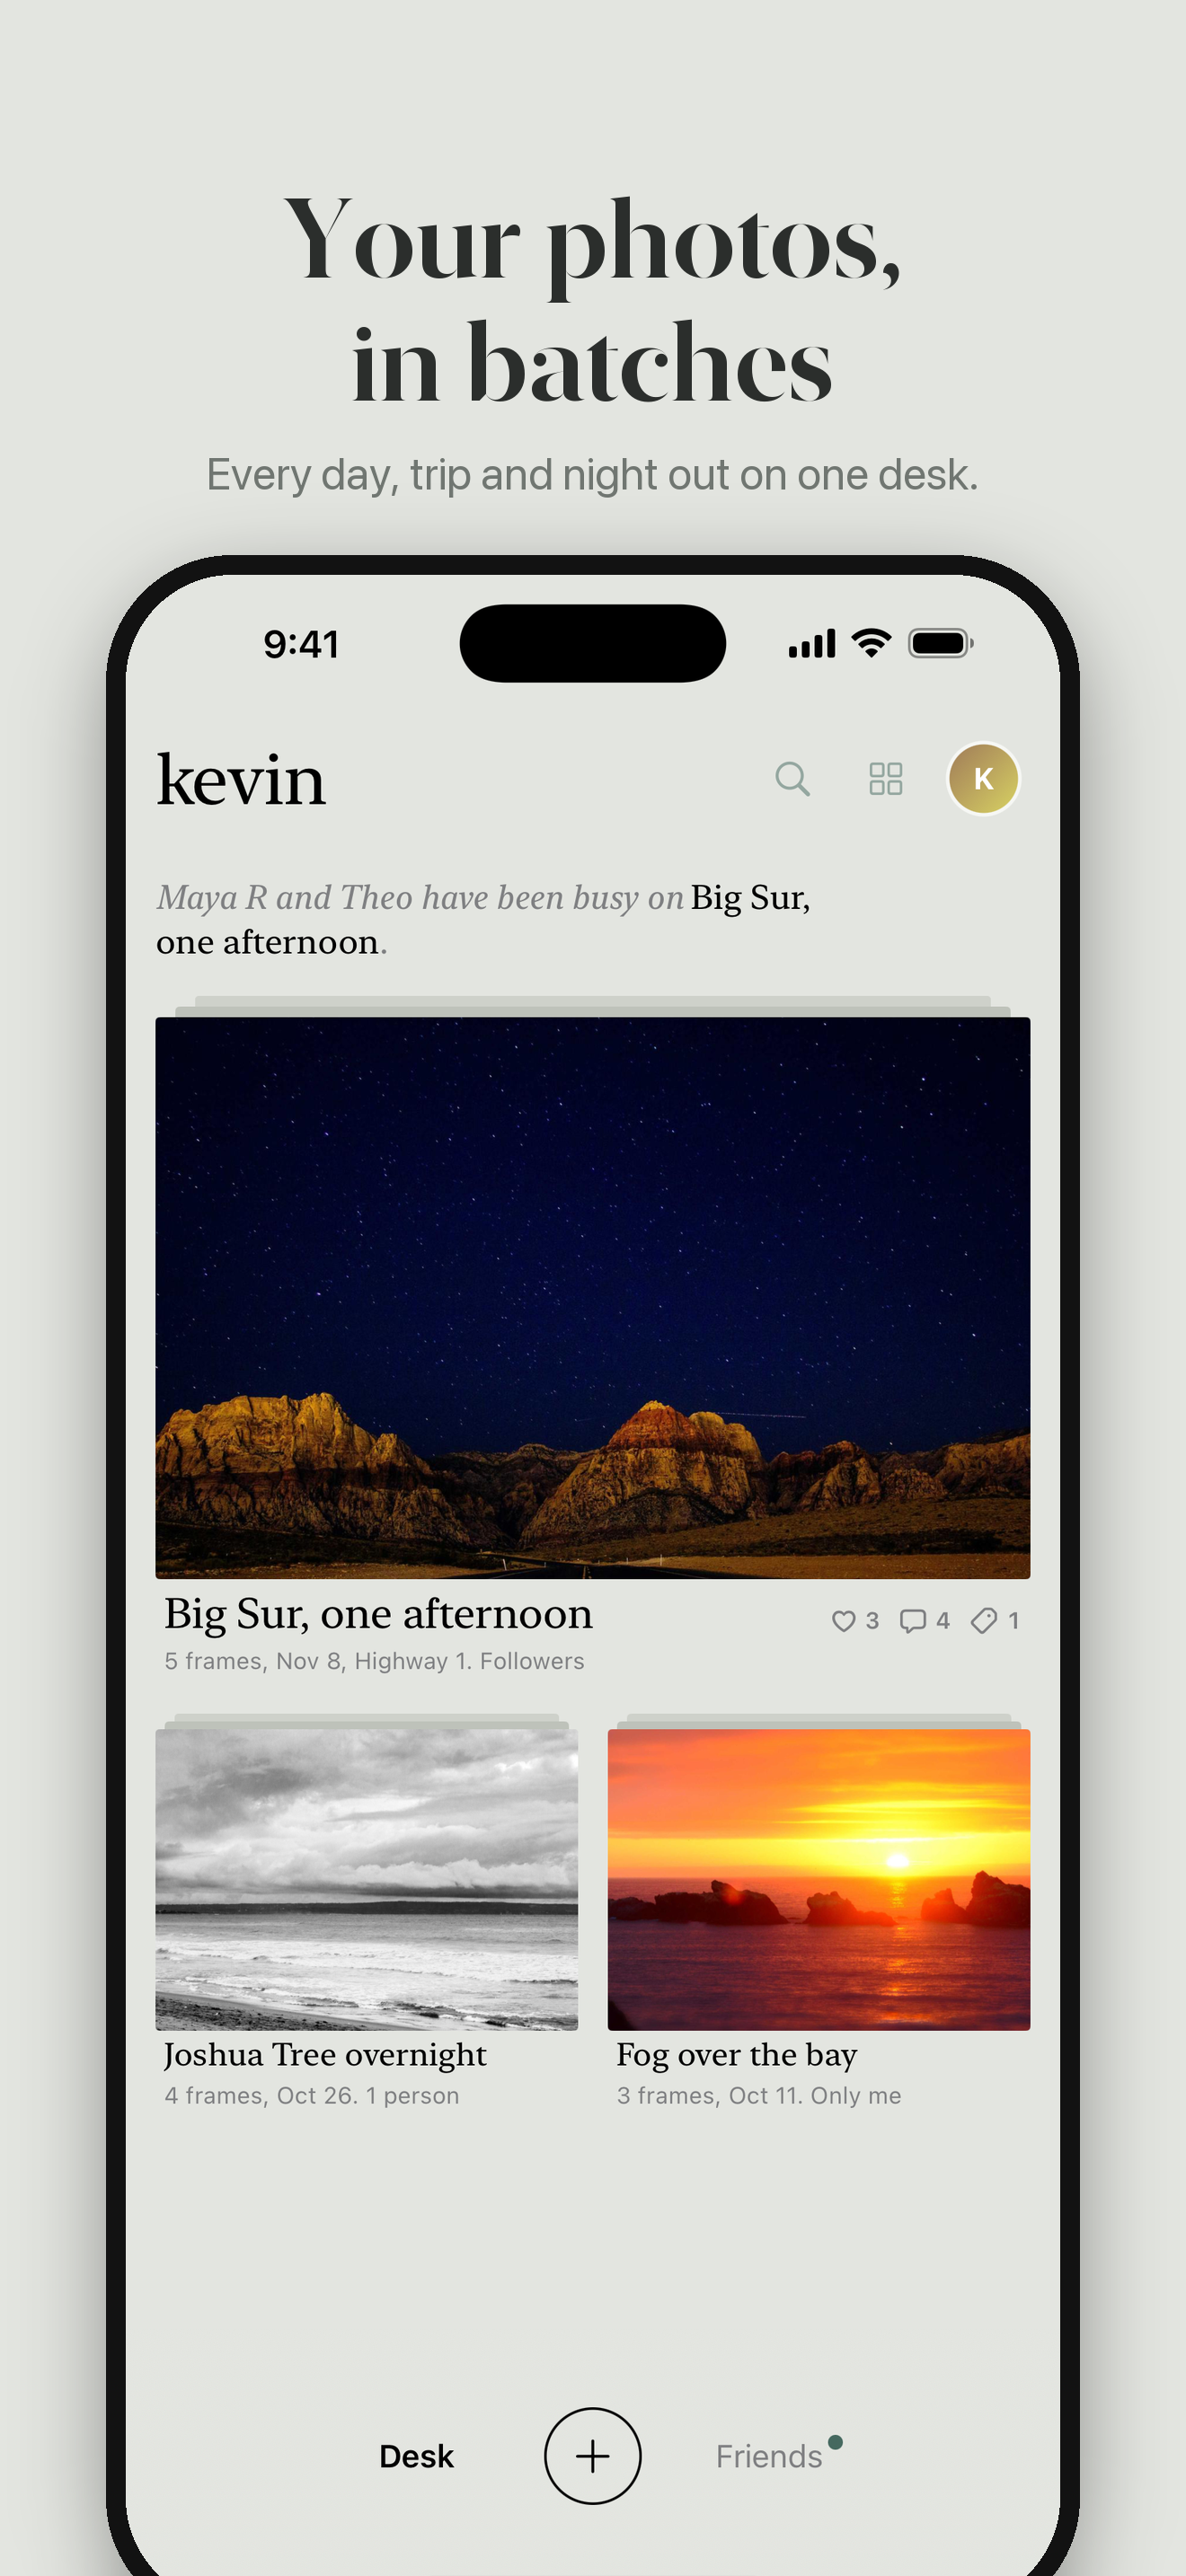 Your photos,
in batches
Every day, trip and night out on one desk.
9:41
kevin
K
Maya R and Theo have been busy on Big Sur,
one afternoon.
Big Sur, one afternoon
3 4 1
5 frames, Nov 8, Highway 1. Followers
Joshua Tree overnight
4 frames, Oct 26. 1 person
Fog over the bay
3 frames, Oct 11. Only me
Desk
Friends